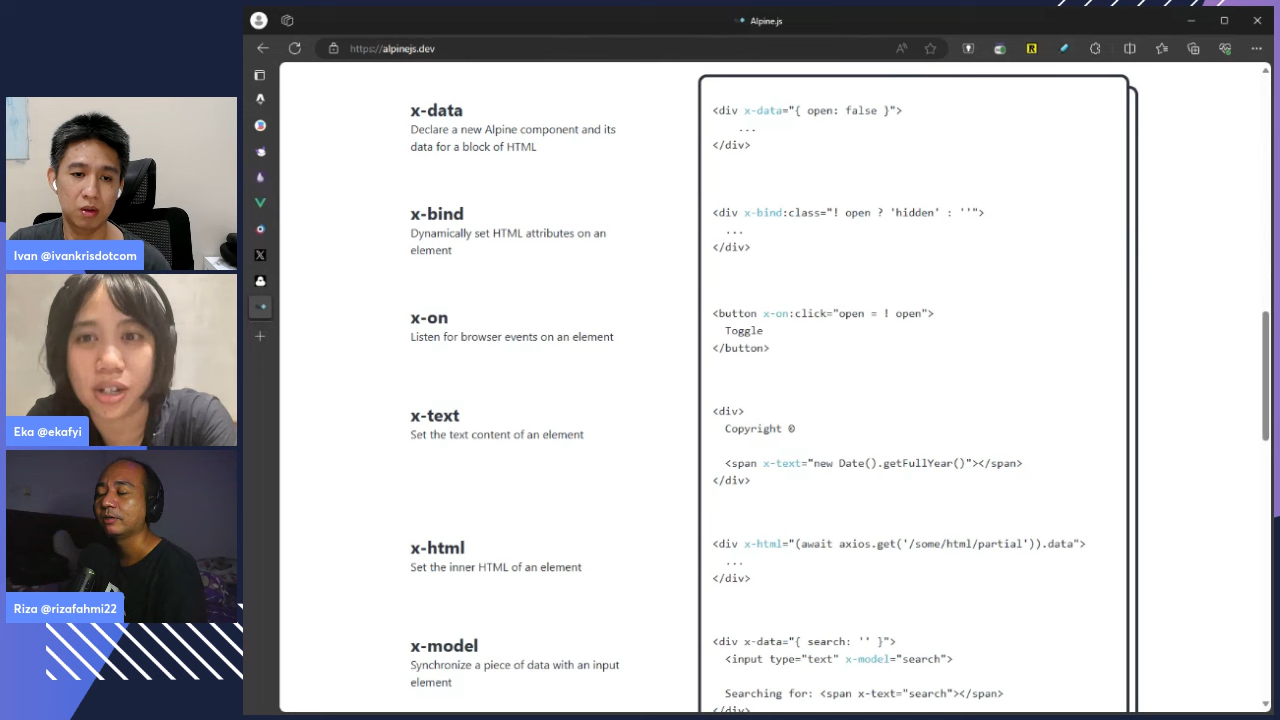 Alpine.js
https://alpinejs.dev
x-data
Declare a new Alpine component and its
data for a block of HTML
<div x-data="{ open: false }">
...
</div>
x-bind
Dynamically set HTML attributes on an
element
<div x-bind:class="! open ? 'hidden' : ''">
...
</div>
x-on
Listen for browser events on an element
<button x-on:click="open = ! open">
Toggle
</button>
x-text
Set the text content of an element
<div>
Copyright ©
<span x-text="new Date().getFullYear()"></span>
</div>
x-html
Set the inner HTML of an element
<div x-html="(await axios.get('/some/html/partial')).data">
...
</div>
x-model
Synchronize a piece of data with an input
element
<div x-data="{ search: '' }">
<input type="text" x-model="search">
Searching for: <span x-text="search"></span>
</div>
Ivan @ivankrisdotcom
Eka @ekafyi
Riza @rizafahmi22